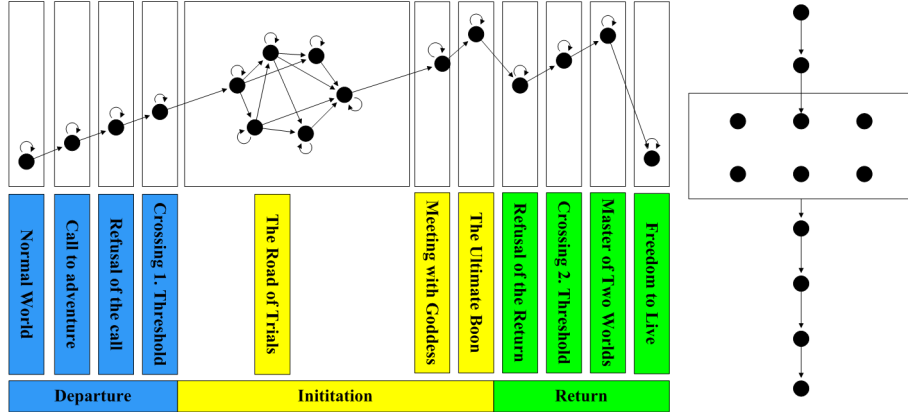 Normal World
Call to adventure
Refusal of the call
Crossing 1. Threshold
The Road of
Trials
Meeting with Goddess
The Ultimate Boon
Refusal of the Return
Crossing 2. Threshold
Master of Two Worlds
Freedom to Live
Departure
Inititation
Return